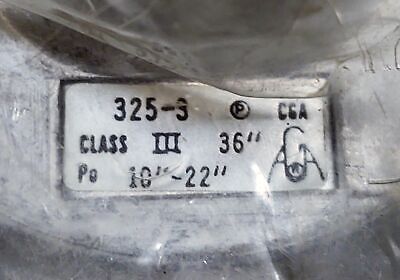 325-3 Ⓟ CGA
CLASS III 36"
Po 10"-22"